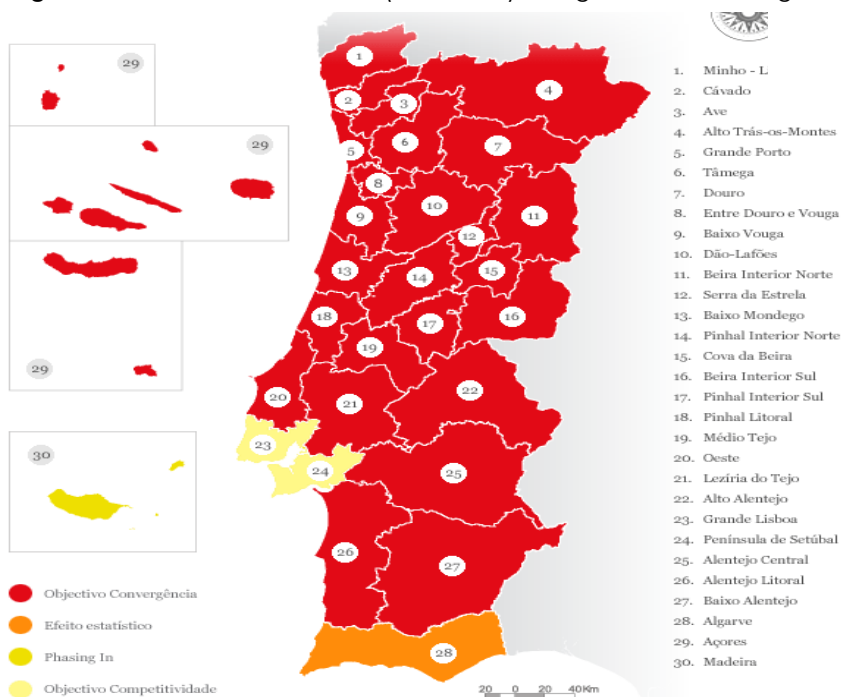 29
29
29
30
1
2
3
4
5
6
7
8
9
10
11
12
13
14
15
16
17
18
19
20
21
22
23
24
25
26
27
28
1. Minho - L
2. Cávado
3. Ave
4. Alto Trás-os-Montes
5. Grande Porto
6. Tâmega
7. Douro
8. Entre Douro e Vouga
9. Baixo Vouga
10. Dão-Lafões
11. Beira Interior Norte
12. Serra da Estrela
13. Baixo Mondego
14. Pinhal Interior Norte
15. Cova da Beira
16. Beira Interior Sul
17. Pinhal Interior Sul
18. Pinhal Litoral
19. Médio Tejo
20. Oeste
21. Lezíria do Tejo
22. Alto Alentejo
23. Grande Lisboa
24. Península de Setúbal
25. Alentejo Central
26. Alentejo Litoral
27. Baixo Alentejo
28. Algarve
29. Açores
30. Madeira
Objectivo Convergência
Efeito estatístico
Phasing In
Objectivo Competitividade
20 0 20 40Km